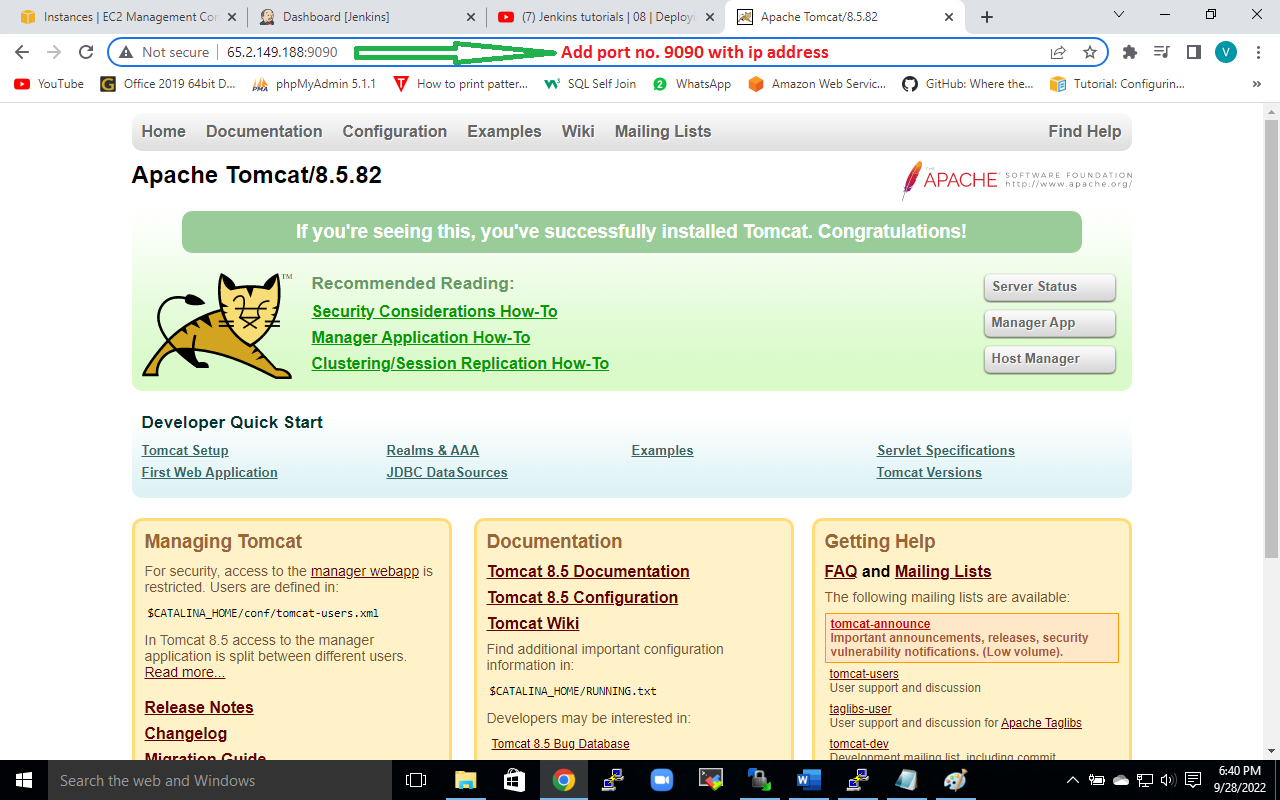 Instances | EC2 Management Con
Dashboard [Jenkins]
(7) Jenkins tutorials | 08 | Deployi
Apache Tomcat/8.5.82
Not secure | 65.2.149.188:9090
Add port no. 9090 with ip address
V
YouTube
Office 2019 64bit D...
phpMyAdmin 5.1.1
How to print patter...
SQL Self Join
WhatsApp
Amazon Web Servic...
GitHub: Where the...
Tutorial: Configurin...
»
Home Documentation Configuration Examples Wiki Mailing Lists Find Help
Apache Tomcat/8.5.82
THE APACHE SOFTWARE FOUNDATION
http://www.apache.org/
If you're seeing this, you've successfully installed Tomcat. Congratulations!
TM
Recommended Reading:
Security Considerations How-To
Manager Application How-To
Clustering/Session Replication How-To
Server Status
Manager App
Host Manager
Developer Quick Start
Tomcat Setup
First Web Application
Realms & AAA
JDBC DataSources
Examples
Servlet Specifications
Tomcat Versions
Managing Tomcat
For security, access to the manager webapp is
restricted. Users are defined in:
$CATALINA_HOME/conf/tomcat-users.xml
In Tomcat 8.5 access to the manager
application is split between different users.
Read more...
Release Notes
Changelog
Migration Guide
Documentation
Tomcat 8.5 Documentation
Tomcat 8.5 Configuration
Tomcat Wiki
Find additional important configuration
information in:
$CATALINA_HOME/RUNNING.txt
Developers may be interested in:
Tomcat 8.5 Bug Database
Getting Help
FAQ and Mailing Lists
The following mailing lists are available:
tomcat-announce
Important announcements, releases, security
vulnerability notifications. (Low volume).
tomcat-users
User support and discussion
taglibs-user
User support and discussion for Apache Taglibs
tomcat-dev
Development mailing list, including commit
Search the web and Windows
6:40 PM
9/28/2022